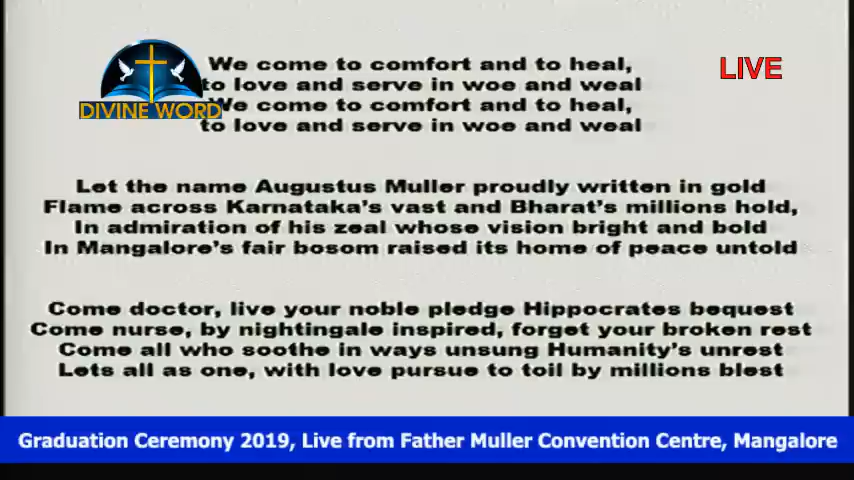 We come to comfort and to heal,
to love and serve in woe and weal
We come to comfort and to heal,
to love and serve in woe and weal
DIVINE WORD
LIVE
Let the name Augustus Muller proudly written in gold
Flame across Karnataka's vast and Bharat's millions hold,
In admiration of his zeal whose vision bright and bold
In Mangalore's fair bosom raised its home of peace untold
Come doctor, live your noble pledge Hippocrates bequest
Come nurse, by nightingale inspired, forget your broken rest
Come all who soothe in ways unsung Humanity's unrest
Lets all as one, with love pursue to toil by millions blest
Graduation Ceremony 2019, Live from Father Muller Convention Centre, Mangalore